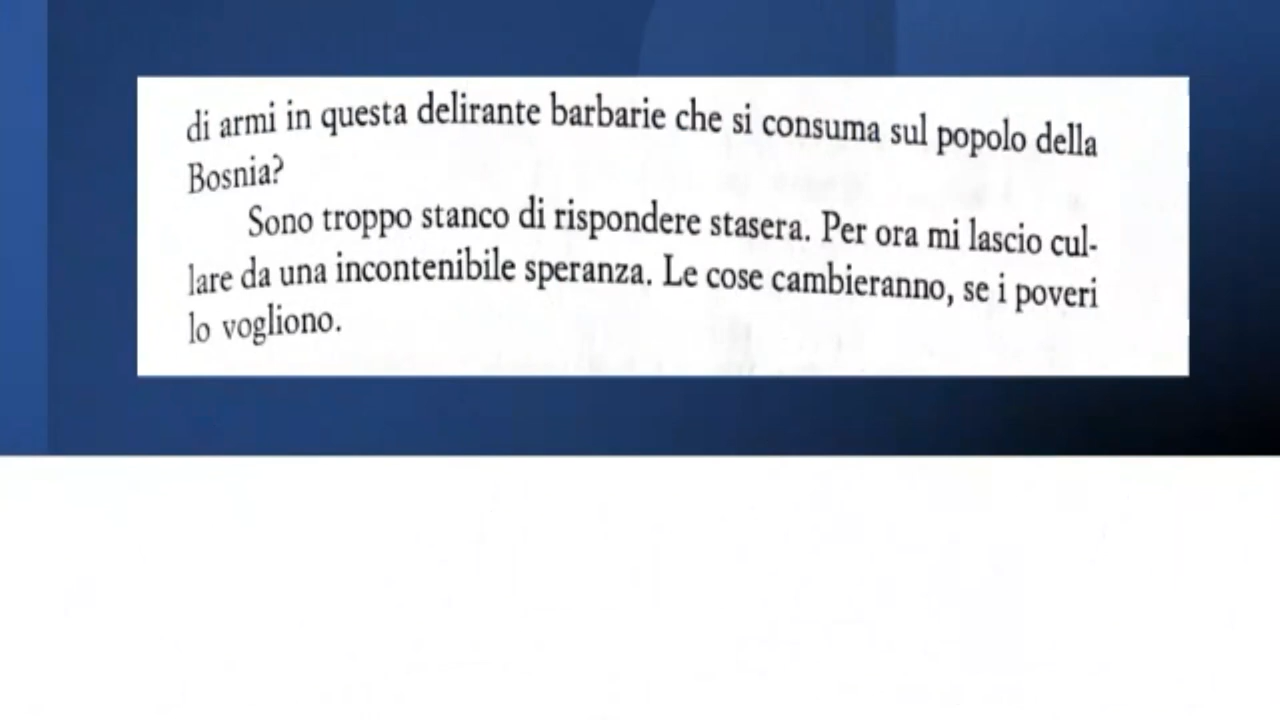 di armi in questa delirante barbarie che si consuma sul popolo della
Bosnia?
Sono troppo stanco di rispondere stasera. Per ora mi lascio cul-
lare da una incontenibile speranza. Le cose cambieranno, se i poveri
lo vogliono.